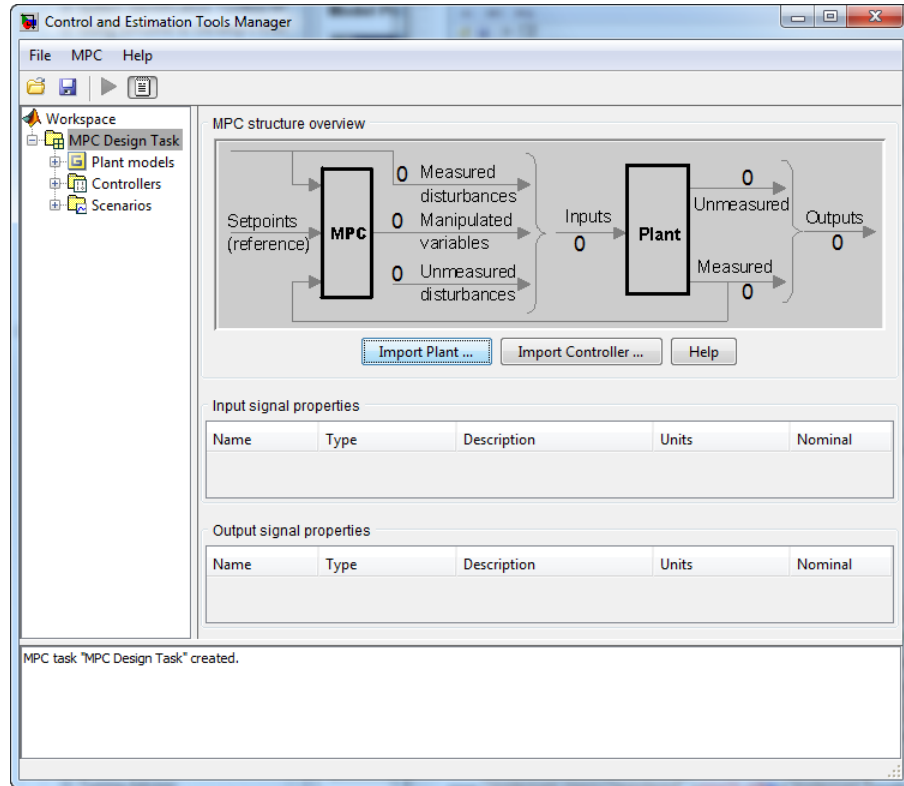 Control and Estimation Tools Manager
File MPC Help
Workspace
MPC Design Task
Plant models
Controllers
Scenarios
MPC structure overview
Setpoints
(reference)
MPC
0 Measured
disturbances
0 Manipulated
variables
0 Unmeasured
disturbances
Inputs
0
Plant
0
Unmeasured
Measured
0
Outputs
0
Import Plant ... Import Controller ... Help
Input signal properties
Name Type Description Units Nominal
Output signal properties
Name Type Description Units Nominal
MPC task "MPC Design Task" created.